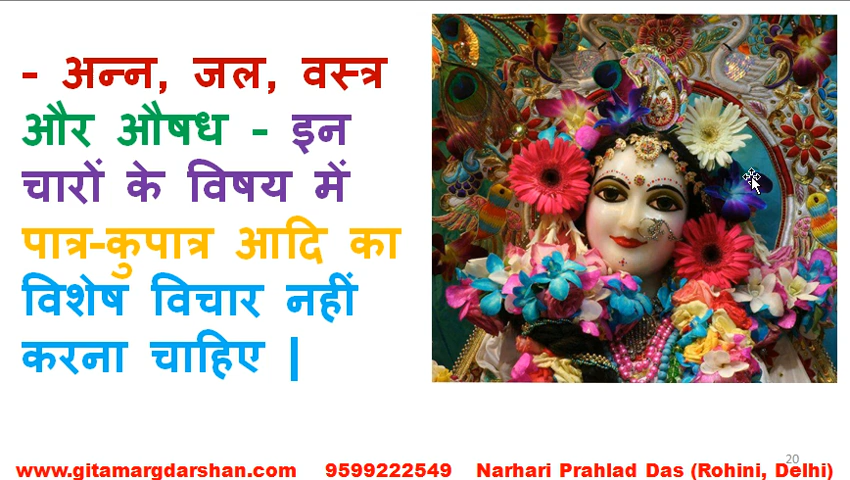 - अन्न, जल, वस्त्र
और औषध - इन
चारों के विषय में
पात्र-कुपात्र आदि का
विशेष विचार नहीं
करना चाहिए |
20
www.gitamargdarshan.com 9599222549 Narhari Prahlad Das (Rohini, Delhi)